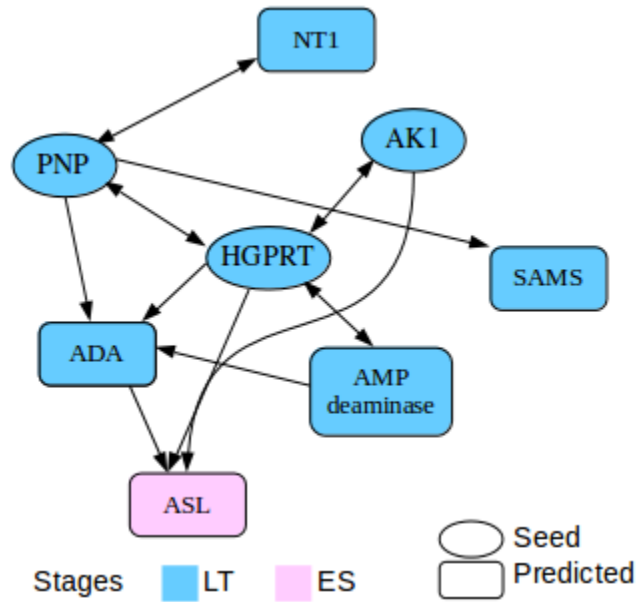 NT1
PNP
AK1
HGPRT
SAMS
ADA
AMP
deaminase
ASL
Seed
Predicted
Stages LT ES